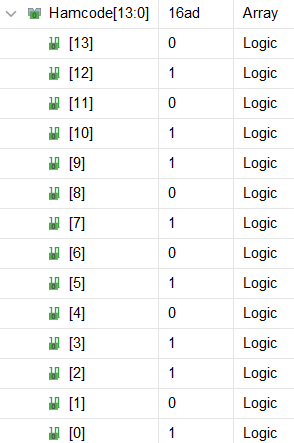 Hamcode[13:0] 16ad Array
[13] 0 Logic
[12] 1 Logic
[11] 0 Logic
[10] 1 Logic
[9] 1 Logic
[8] 0 Logic
[7] 1 Logic
[6] 0 Logic
[5] 1 Logic
[4] 0 Logic
[3] 1 Logic
[2] 1 Logic
[1] 0 Logic
[0] 1 Logic